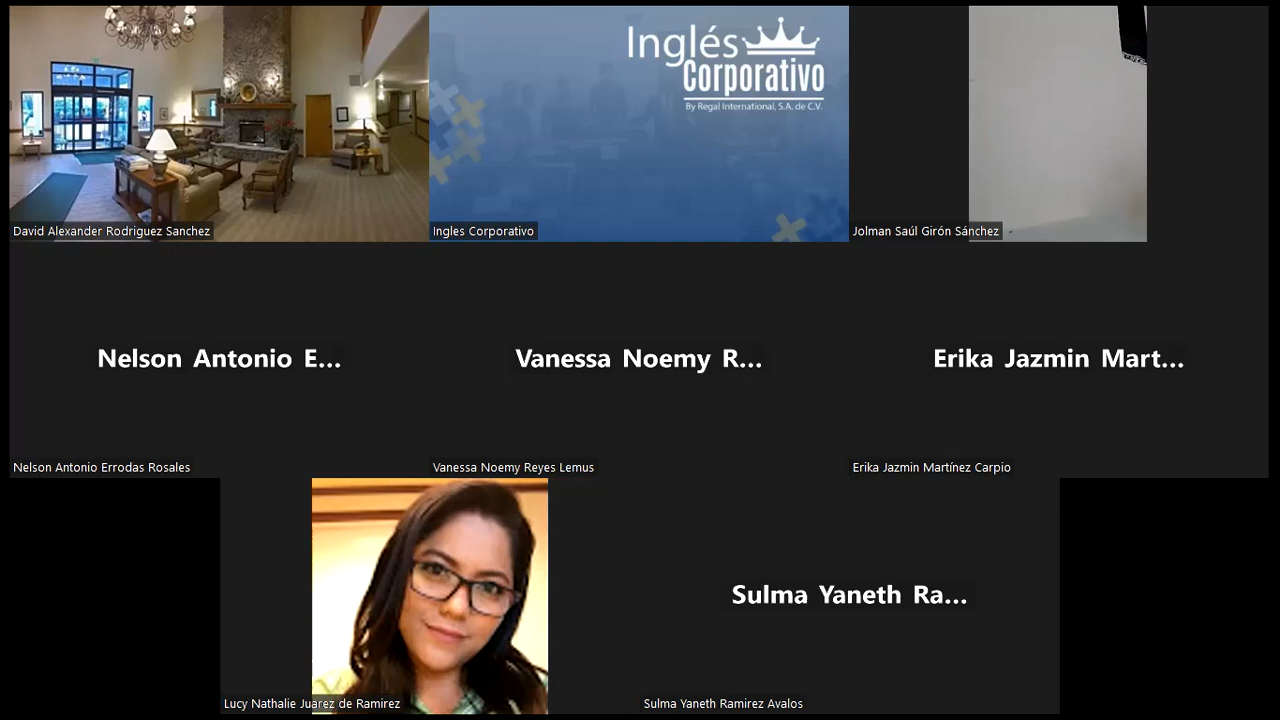 Inglés
Corporativo
By Regal International, S.A. de C.V.
David Alexander Rodriguez Sanchez
Ingles Corporativo
Jolman Saúl Girón Sánchez
Nelson Antonio E...
Vanessa Noemy R...
Erika Jazmin Mart...
Nelson Antonio Errodas Rosales
Vanessa Noemy Reyes Lemus
Erika Jazmin Martínez Carpio
Sulma Yaneth Ra...
Lucy Nathalie Juarez de Ramirez
Sulma Yaneth Ramirez Avalos